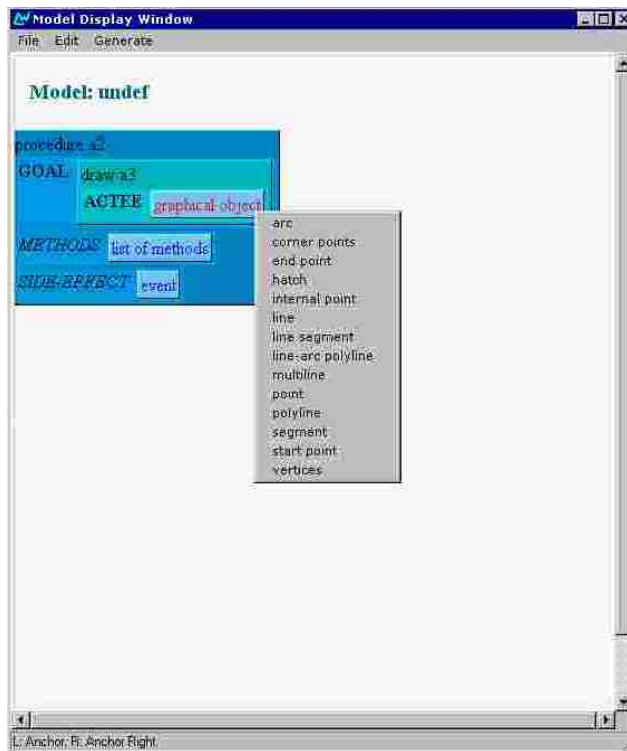 Model Display Window
File Edit Generate
Model: undef
procedure a2
GOAL draw a3
ACTEE graphical object
METHODS list of methods
SIDE-EFFECT event
arc
corner points
end point
hatch
internal point
line
line segment
line-arc polyline
multiline
point
polyline
segment
start point
vertices
L: Anchor; R: Anchor Right